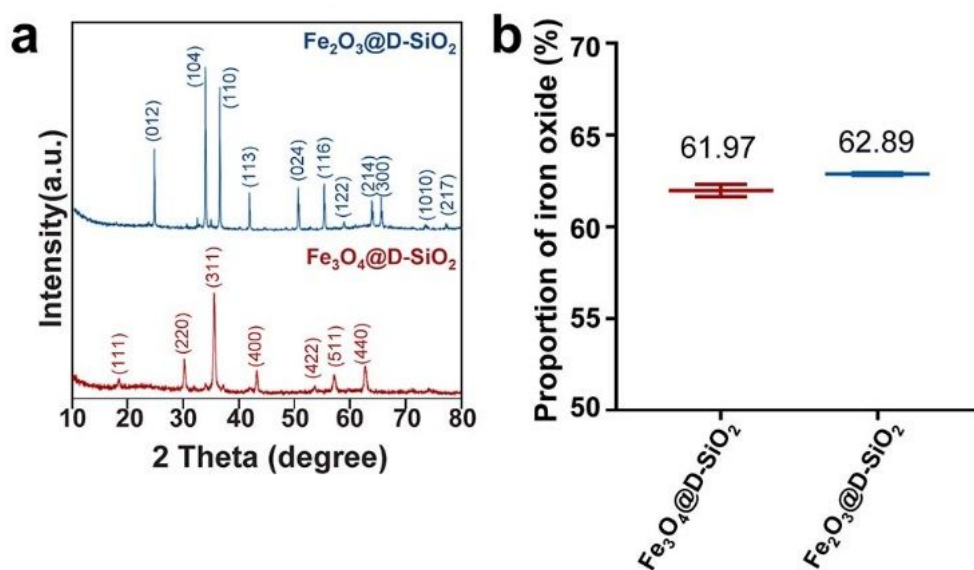 a
Fe₂O₃@D-SiO₂
(012)
(104)
(110)
(113)
(024)
(116)
(122)
(214)
(300)
(1010)
(217)
Fe₃O₄@D-SiO₂
(111)
(220)
(311)
(400)
(422)
(511)
(440)
Intensity(a.u.)
10 20 30 40 50 60 70 80
2 Theta (degree)
b
Proportion of iron oxide (%)
70
65
60
55
50
61.97
62.89
Fe₃O₄@D-SiO₂
Fe₂O₃@D-SiO₂